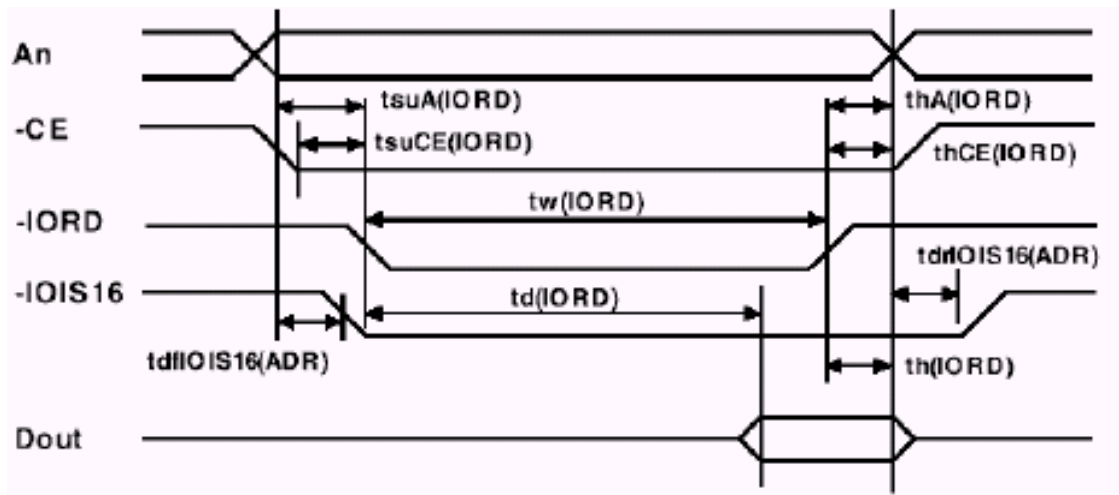 An
tsuA(IORD)
thA(IORD)
-CE
tsuCE(IORD)
thCE(IORD)
tw(IORD)
-IORD
tdrIOIS16(ADR)
-IOIS16
td(IORD)
tdfIOIS16(ADR)
th(IORD)
Dout